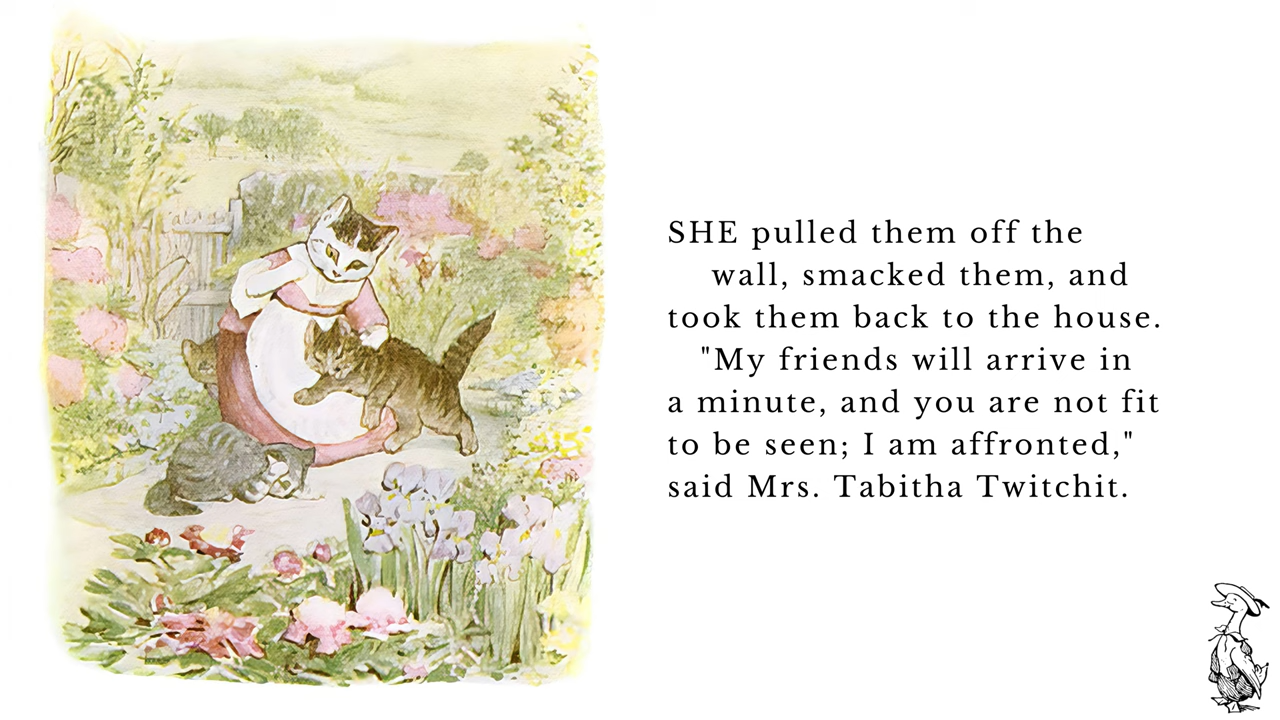 SHE pulled them off the
wall, smacked them, and
took them back to the house.
"My friends will arrive in
a minute, and you are not fit
to be seen; I am affronted,"
said Mrs. Tabitha Twitchit.